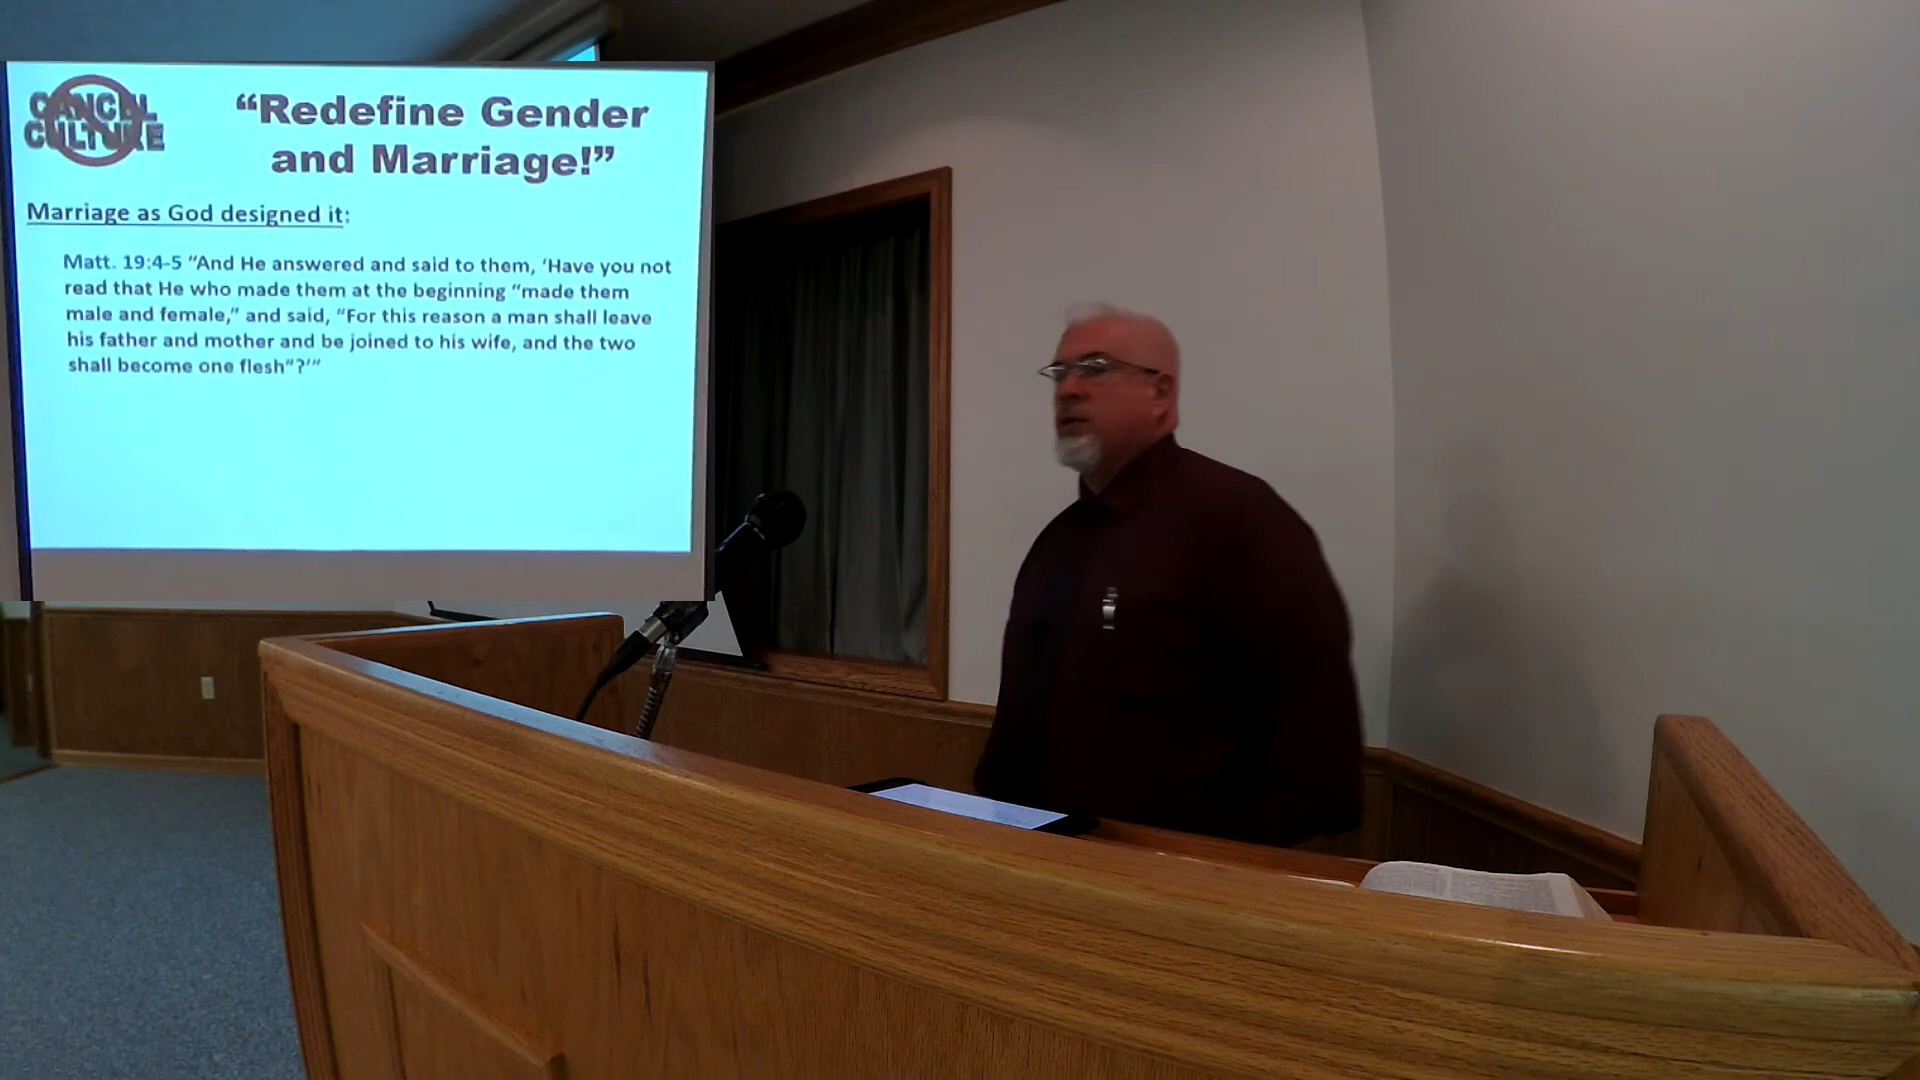 CANCEL
CULTURE
“Redefine Gender
and Marriage!”
Marriage as God designed it:
Matt. 19:4-5 “And He answered and said to them, ‘Have you not
read that He who made them at the beginning “made them
male and female,” and said, “For this reason a man shall leave
his father and mother and be joined to his wife, and the two
shall become one flesh”?’”